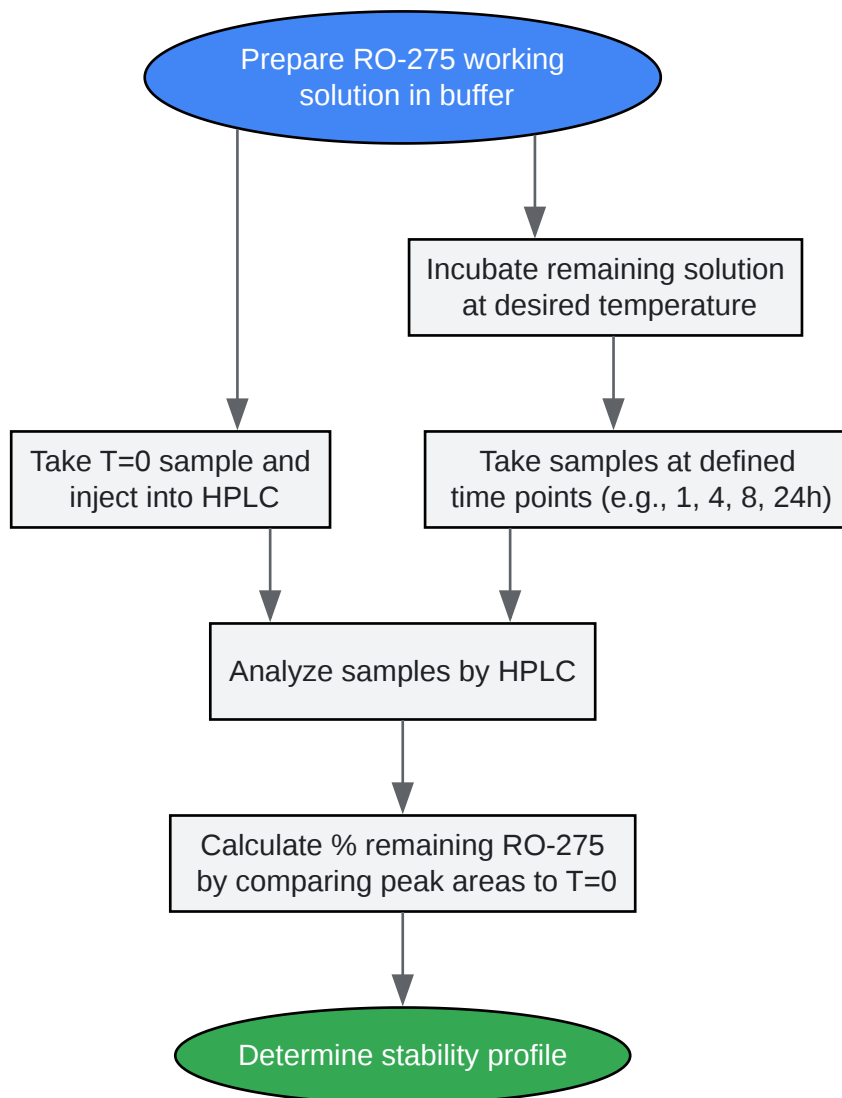 Prepare RO-275 working
solution in buffer
Incubate remaining solution
at desired temperature
Take T=0 sample and
inject into HPLC
Take samples at defined
time points (e.g., 1, 4, 8, 24h)
Analyze samples by HPLC
Calculate % remaining RO-275
by comparing peak areas to T=0
Determine stability profile